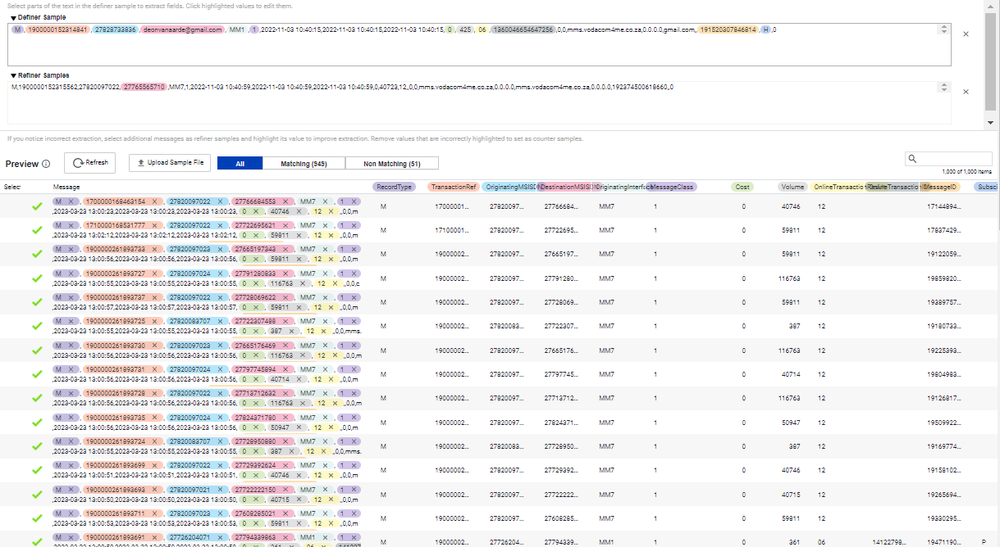 Select parts of the text in the definer sample to extract fields. Click highlighted values to edit them.
Definer Sample
M,1900000152314841,27828733836,deonvanaarde@gmail.com,MM1,1,2022-11-03 10:40:15,2022-11-03 10:40:15,2022-11-03 10:40:15,0,425,06,1360046654647256,0,0,mms.vodacom4me.co.za,0.0.0.0,gmail.com,,191520307846814,H,0
Refiner Samples
M,1900000152315562,27820097022,27765565710,MM7,1,2022-11-03 10:40:59,2022-11-03 10:40:59,2022-11-03 10:40:59,0,40723,12,,0,0,mms.vodacom4me.co.za,0.0.0.0,mms.vodacom4me.co.za,0.0.0.0,192374500618660,,0
If you notice incorrect extraction, select additional messages as refiner samples and highlight its value to improve extraction. Remove values that are incorrectly highlighted to set as counter samples.
Preview Refresh Upload Sample File All Matching (949) Non Matching (51)
1,000 of 1,000 items
Select Message RecordType TransactionRef OriginatingMSISD DestinationMSISD OriginatingInterface MessageClass Cost Volume OnlineTransactio MessageID Subsc
M, 1700000168463154, 27820097022, 27766684553, MM7, 1
,2023-03-23 13:00:23,2023-03-23 13:00:23,2023-03-23 13:00:23, 0, 40746, 12,,0,0,m M 17000001... 27820097... 27766684... MM7 1 0 40746 12 17144894...
M, 1710000168531777, 27820097022, 27722695621, MM7, 1
,2023-03-23 13:02:12,2023-03-23 13:02:12,2023-03-23 13:02:12, 0, 59811, 12,,0,0,m M 17100001... 27820097... 27722695... MM7 1 0 59811 12 17837429...
M, 1900000261893733, 27820097023, 27665197343, MM7, 1
,2023-03-23 13:00:56,2023-03-23 13:00:56,2023-03-23 13:00:56, 0, 59811, 12,,0,0,m M 19000002... 27820097... 27665197... MM7 1 0 59811 12 19122059...
M, 1900000261893727, 27820097024, 27791280833, MM7, 1
,2023-03-23 13:00:55,2023-03-23 13:00:55,2023-03-23 13:00:55, 0, 116763, 12,,0,0,c M 19000002... 27820097... 27791280... MM7 1 0 116763 12 19859820...
M, 1900000261893737, 27820097022, 27728069622, MM7, 1
,2023-03-23 13:00:57,2023-03-23 13:00:57,2023-03-23 13:00:57, 0, 59811, 12,,0,0,m M 19000002... 27820097... 27728069... MM7 1 0 59811 12 19389757...
M, 1900000261893725, 27820083707, 27722307488, MM7, 1
,2023-03-23 13:00:55,2023-03-23 13:00:55,2023-03-23 13:00:55, 0, 387, 12,,0,0,mms. M 19000002... 27820083... 27722307... MM7 1 0 387 12 19180733...
M, 1900000261893730, 27820097023, 27665176469, MM7, 1
,2023-03-23 13:00:56,2023-03-23 13:00:56,2023-03-23 13:00:56, 0, 116763, 12,,0,0,m M 19000002... 27820097... 27665176... MM7 1 0 116763 12 19225393...
M, 1900000261893731, 27820097024, 27797745894, MM7, 1
,2023-03-23 13:00:56,2023-03-23 13:00:56,2023-03-23 13:00:56, 0, 40714, 12,,0,0,m M 19000002... 27820097... 27797745... MM7 1 0 40714 12 19804983...
M, 1900000261893728, 27820097022, 27713712632, MM7, 1
,2023-03-23 13:00:56,2023-03-23 13:00:56,2023-03-23 13:00:56, 0, 116763, 12,,0,0,m M 19000002... 27820097... 27713712... MM7 1 0 116763 12 19126817...
M, 1900000261893735, 27820097024, 27824371780, MM7, 1
,2023-03-23 13:00:56,2023-03-23 13:00:56,2023-03-23 13:00:56, 0, 50947, 12,,0,0,m M 19000002... 27820097... 27824371... MM7 1 0 50947 12 19509922...
M, 1900000261893724, 27820083707, 27728950880, MM7, 1
,2023-03-23 13:00:55,2023-03-23 13:00:55,2023-03-23 13:00:55, 0, 387, 12,,0,0,mms. M 19000002... 27820083... 27728950... MM7 1 0 387 12 19169774...
M, 1900000261893699, 27820097022, 27729392624, MM7, 1
,2023-03-23 13:00:51,2023-03-23 13:00:51,2023-03-23 13:00:51, 0, 40746, 12,,0,0,m M 19000002... 27820097... 27729392... MM7 1 0 40746 12 19158102...
M, 1900000261893693, 27820097021, 27722222150, MM7, 1
,2023-03-23 13:00:50,2023-03-23 13:00:50,2023-03-23 13:00:50, 0, 40715, 12,,0,0,m M 19000002... 27820097... 27722222... MM7 1 0 40715 12 19265694...
M, 1900000261893711, 27820097023, 27608285021, MM7, 1
,2023-03-23 13:00:53,2023-03-23 13:00:53,2023-03-23 13:00:53, 0, 59811, 12,,0,0,m M 19000002... 27820097... 27608285... MM7 1 0 59811 12 19330295...
M, 1900000261893691, 27726204071, 27794339863, MM1, 1
M 19000002... 27726204... 27794339... MM1 1 0 361 06 14122798... 19471190... P